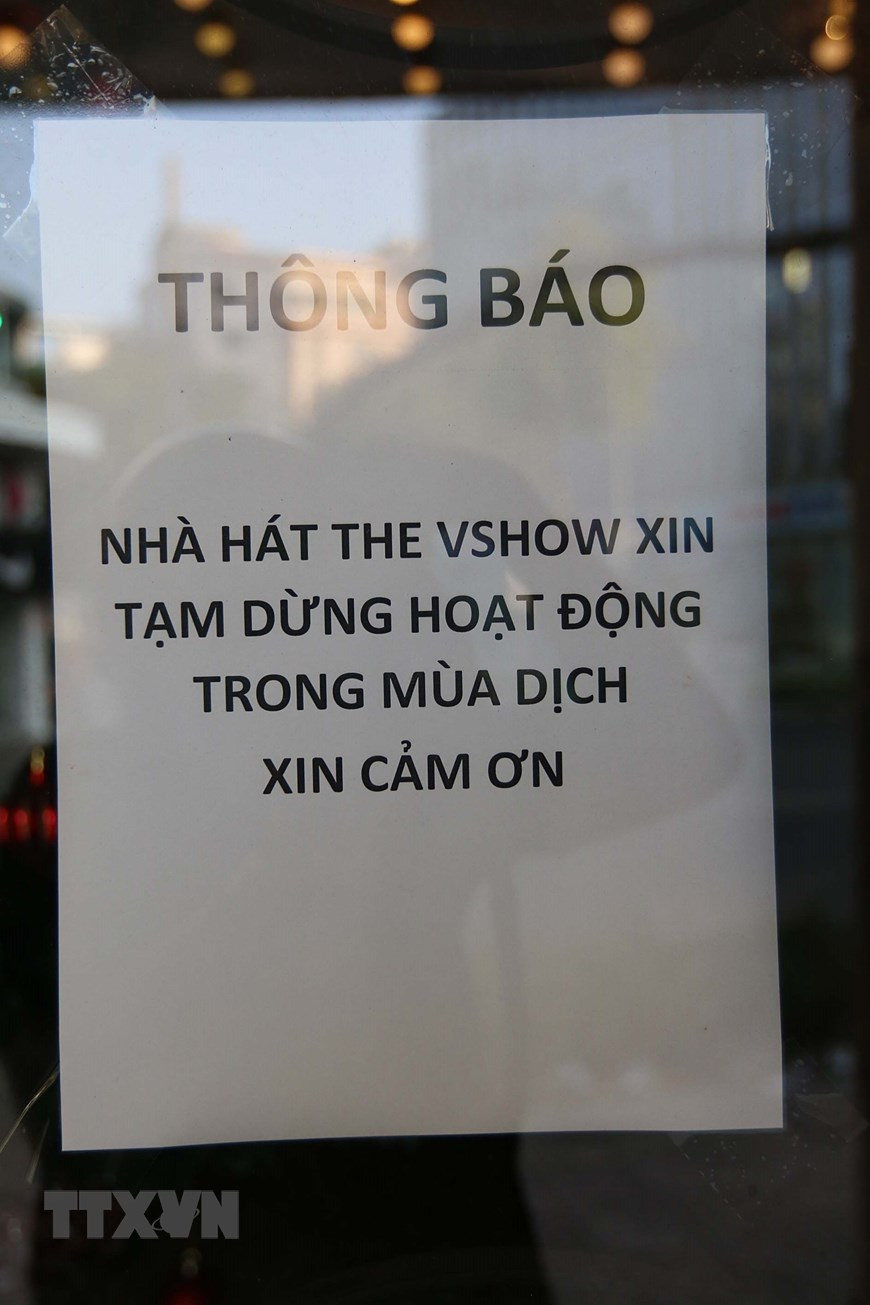 THÔNG BÁO
NHÀ HÁT THE VSHOW XIN
TẠM DỪNG HOẠT ĐỘNG
TRONG MÙA DỊCH
XIN CẢM ƠN
TTXVN